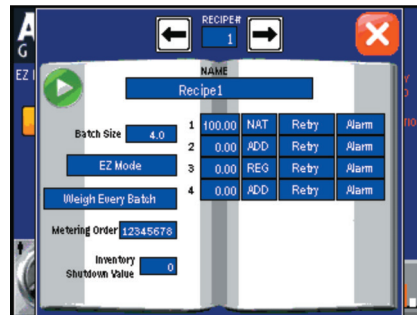 RECIPE#
1
NAME
Recipe1
Batch Size 4.0
EZ Mode
Weigh Every Batch
Metering Order 12345678
Inventory
Shutdown Value 0
1 100.00 NAT Retry Alarm
2 0.00 ADD Retry Alarm
3 0.00 REG Retry Alarm
4 0.00 ADD Retry Alarm
A
G
EZ